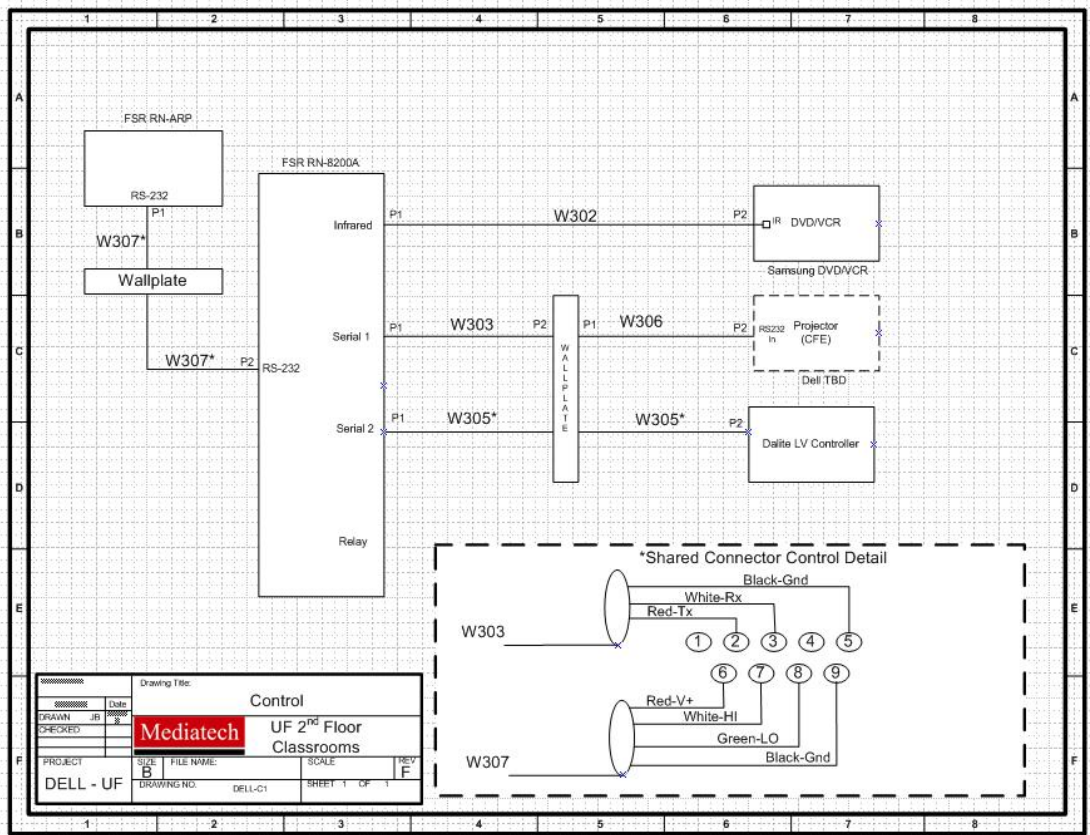 1 2 3 4 5 6 7 8
A A
FSR RN-ARP
FSR RN-8200A
RS-232
P1
Infrared P1 W302 P2 IR DVD/VCR
B B
W307*
Samsung DVD/VCR
Wallplate
Serial 1 P1 W303 P2 P1 W306 P2 RS232 In Projector (CFE)
C C
W307* P2 RS-232
WALLPLATE
Dell TBD
Serial 2 P1 W305* W305* P2
Dalite LV Controller
D D
Relay
*Shared Connector Control Detail
Black-Gnd
White-Rx
Red-Tx
E E
W303
1 2 3 4 5
6 7 8 9
Red-V+
White-HI
Green-LO
Black-Gnd
W307
F F
Drawing Title:
Control
Date
DRAWN JB
CHECKED
Mediatech
UF 2nd Floor
Classrooms
PROJECT
DELL - UF
SIZE
B
FILE NAME:
SCALE
REV
F
DRAWING NO. DELL-C1
SHEET 1 OF 1
1 2 3 4 5 6 7 8